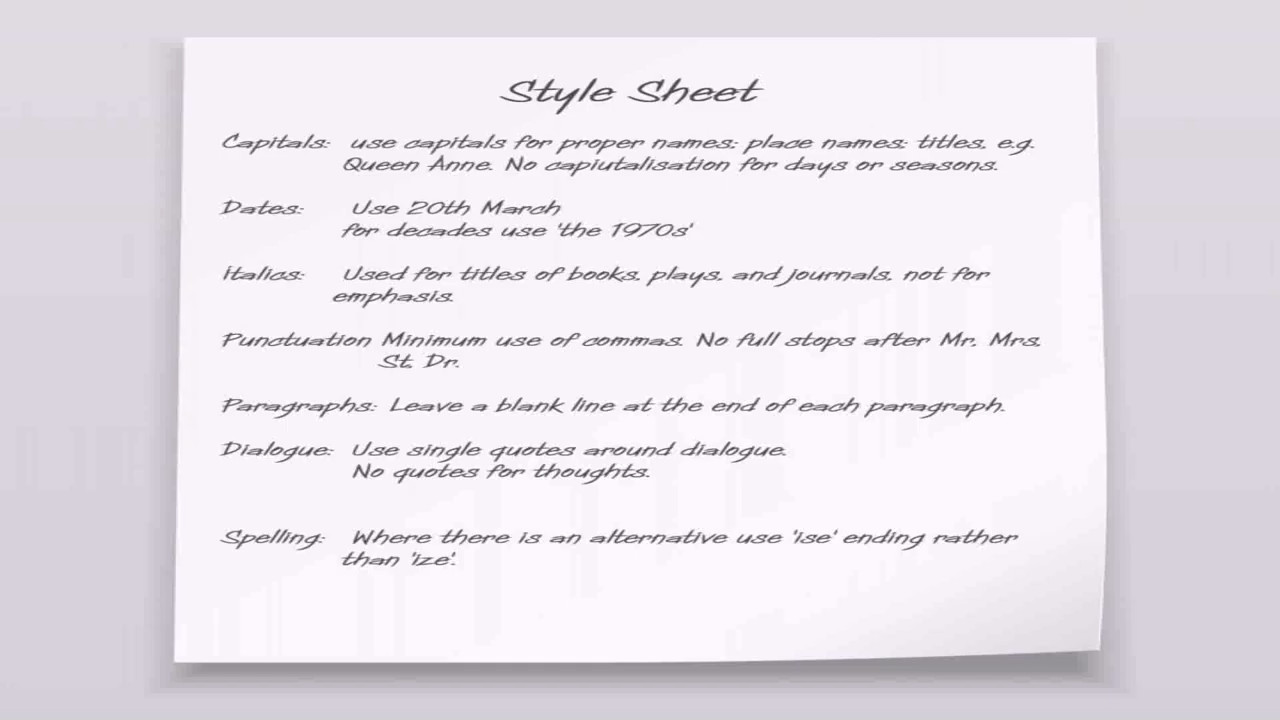 Style Sheet
Capitals: use capitals for proper names; place names; titles, e.g.
Queen Anne. No capiutalisation for days or seasons.
Dates: Use 20th March
for decades use 'the 1970s'
Italics: Used for titles of books, plays, and journals, not for
emphasis.
Punctuation Minimum use of commas. No full stops after Mr, Mrs,
St, Dr.
Paragraphs: Leave a blank line at the end of each paragraph.
Dialogue: Use single quotes around dialogue.
No quotes for thoughts.
Spelling: Where there is an alternative use 'ise' ending rather
than 'ize'.